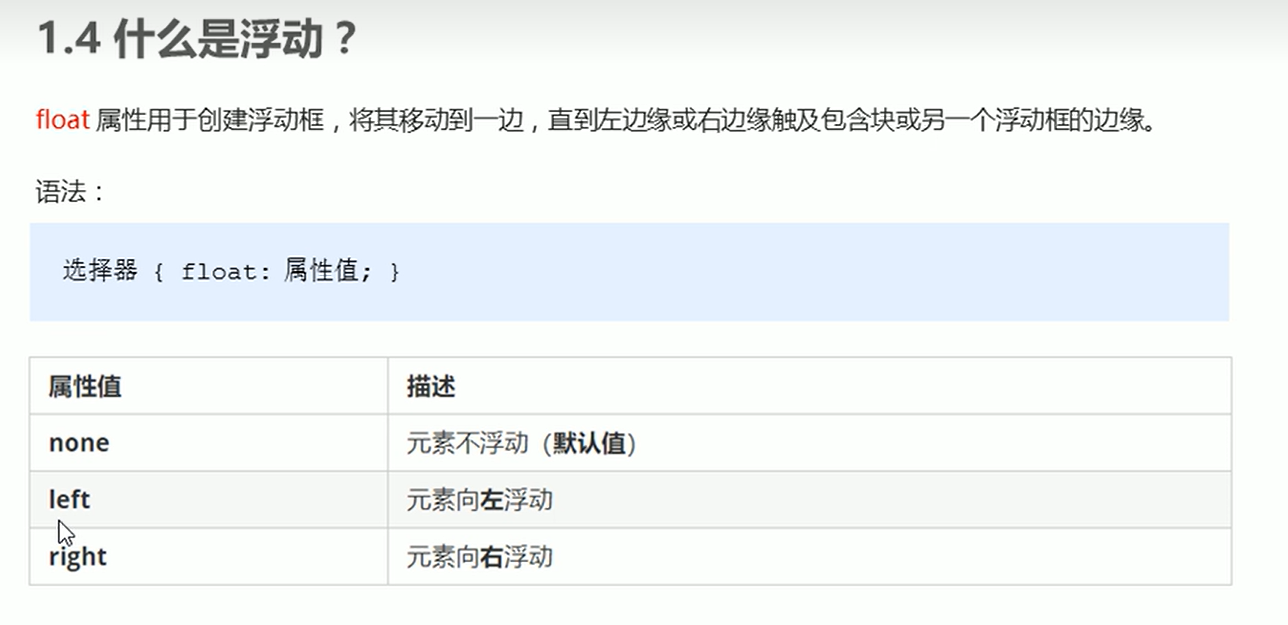 1.4 什么是浮动？
float 属性用于创建浮动框，将其移动到一边，直到左边缘或右边缘触及包含块或另一个浮动框的边缘。
语法：
选择器 { float: 属性值; }
属性值 描述
none 元素不浮动（默认值）
left 元素向左浮动
right 元素向右浮动